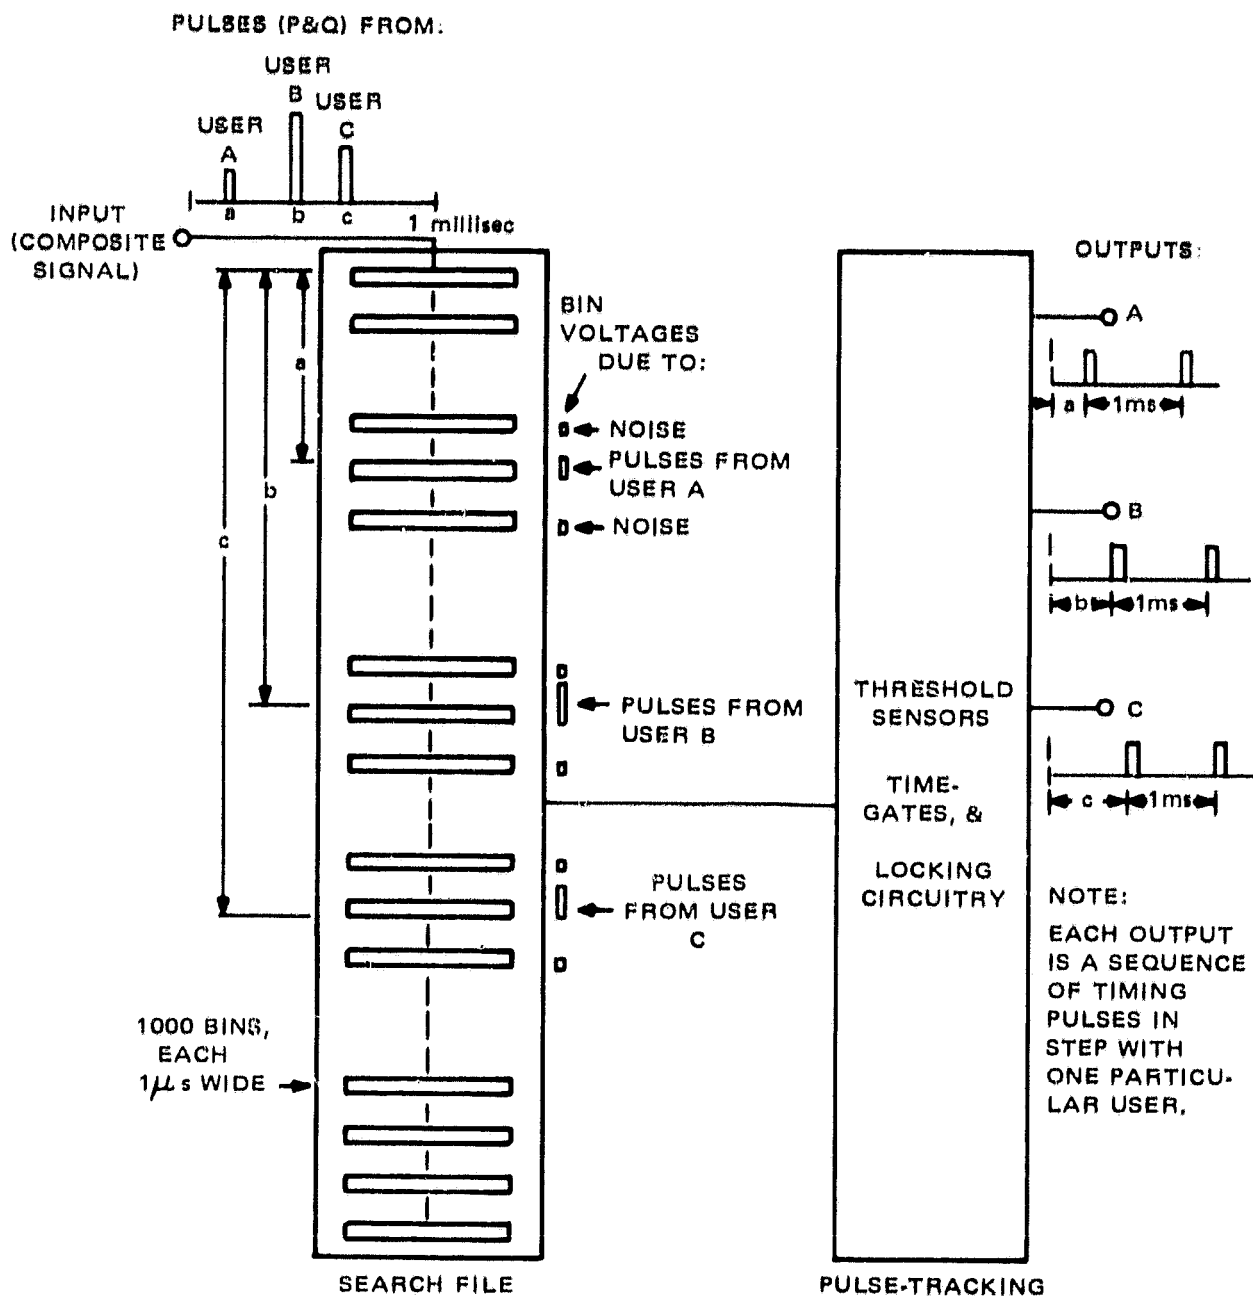 PULSES (P&Q) FROM:
USER
B
USER
C
USER
A
a
b
c
1 millisec
INPUT
(COMPOSITE
SIGNAL)
a
b
c
BIN
VOLTAGES
DUE TO:
NOISE
PULSES FROM
USER A
NOISE
PULSES FROM
USER B
PULSES
FROM USER
C
1000 BINS,
EACH
1μs WIDE
SEARCH FILE
THRESHOLD
SENSORS
TIME-
GATES, &
LOCKING
CIRCUITRY
PULSE-TRACKING
OUTPUTS:
A
a
1ms
B
b
1ms
C
c
1ms
NOTE:
EACH OUTPUT
IS A SEQUENCE
OF TIMING
PULSES IN
STEP WITH
ONE PARTICU-
LAR USER.